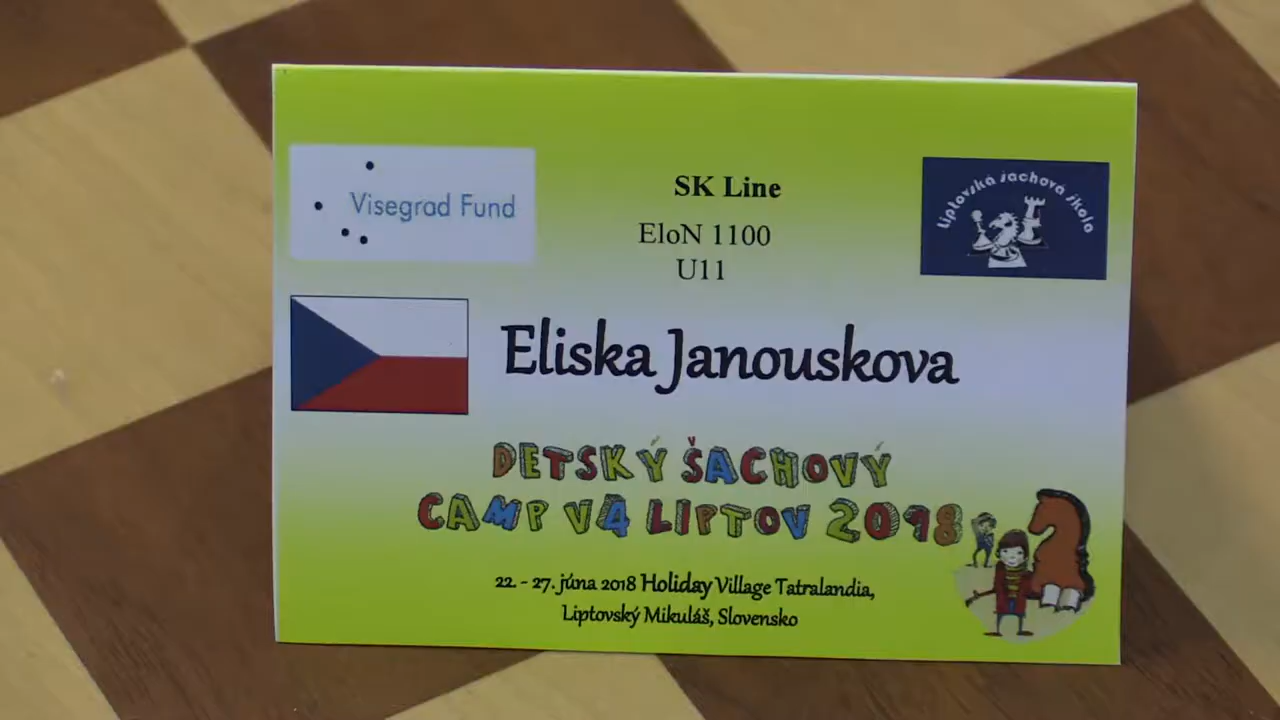 Visegrad Fund
SK Line
EloN 1100
U11
Liptovská šachová škola
Eliska Janouskova
DETSKÝ ŠACHOVÝ
CAMP V4 LIPTOV 2018
22. - 27. júna 2018 Holiday Village Tatralandia,
Liptovský Mikuláš, Slovensko